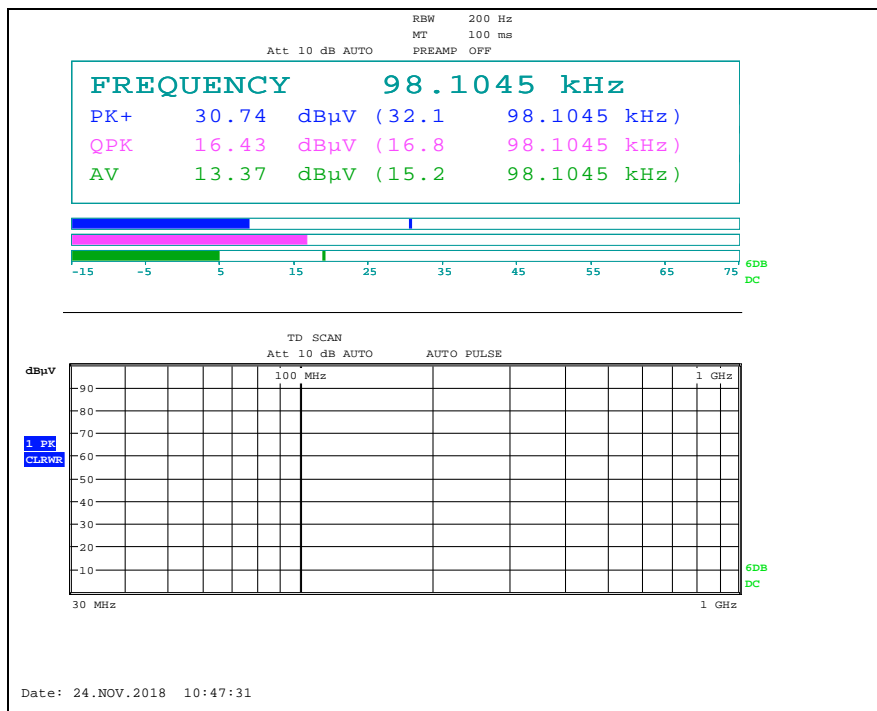 RBW 200 Hz
MT 100 ms
Att 10 dB AUTO PREAMP OFF
FREQUENCY 98.1045 kHz
PK+ 30.74 dBµV (32.1 98.1045 kHz)
QPK 16.43 dBµV (16.8 98.1045 kHz)
AV 13.37 dBµV (15.2 98.1045 kHz)
-15 -5 5 15 25 35 45 55 65 75
6DB
DC
TD SCAN
Att 10 dB AUTO AUTO PULSE
dBµV
100 MHz 1 GHz
90
80
70
1 PK
CLRWR
60
50
40
30
20
10
6DB
DC
30 MHz 1 GHz
Date: 24.NOV.2018 10:47:31